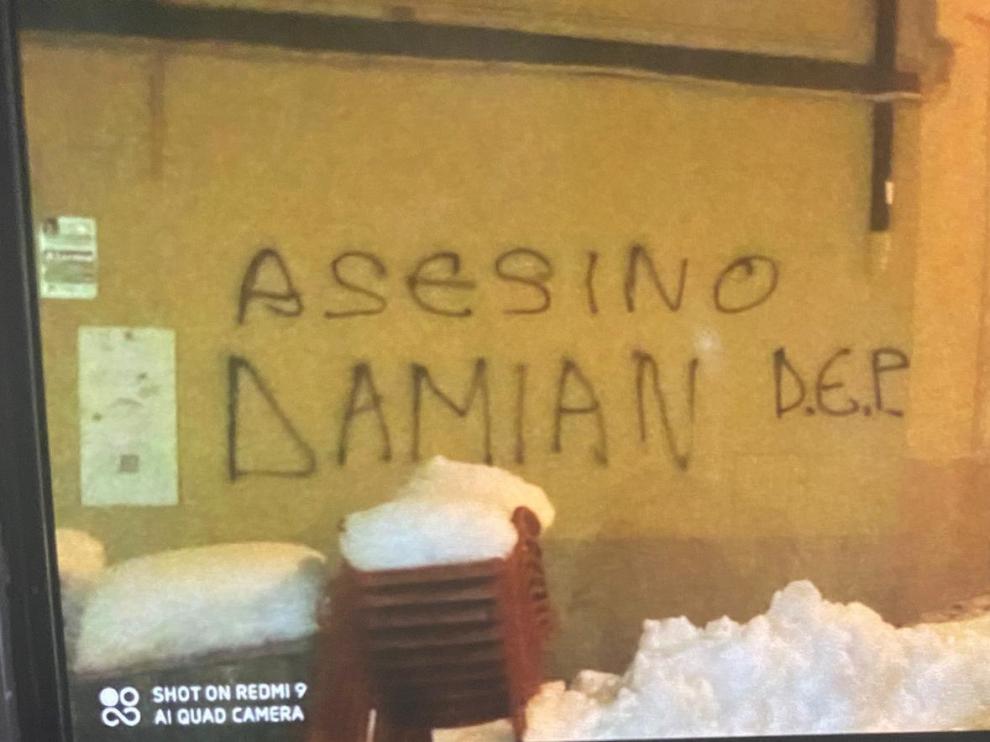 ASESINO
DAMIAN D.E.P
SHOT ON REDMI 9
AI QUAD CAMERA